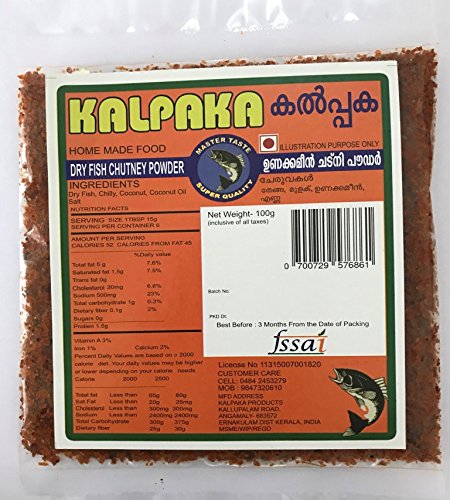 KALPAKA കൽപ്പക
HOME MADE FOOD
MASTER TASTE
SUPER QUALITY
ILLUSTRATION PURPOSE ONLY
DRY FISH CHUTNEY POWDER
ഉണക്കമീൻ ചട്നി പൗഡർ
INGREDIENTS
Dry Fish, Chilly, Coconut, Coconut Oil
Salt
ചേരുവകൾ
തേങ്ങ, മുളക്, ഉണക്കമീൻ,
എണ്ണ
NUTRITION FACTS
SERVING SIZE 1TBSP 15g
SERVING PER CONTAINER 6
AMOUNT PER SERVING
CALORIES 52 CALORIES FROM FAT 45
%Daily value
Total fat 5 g 7.6%
Saturated fat 1.5g 7.5%
Trans fat 0g
Cholesterol 20mg 6.6%
Sodium 500mg 23%
Total carbohydrate 1g 0.3%
Dietary fiber 0.1g 2%
Sugars 0g
Protien 1.5g
Vitamin A 3%
Iron 1% Calcium 2%
Percent Daily Values are based on a 2000
calorie diet. Your daily values may be higher
or lower depending on your calorie needs
Calorie 2000 2500
Total fat Less than 65g 80g
Sat Fat Less than 20g 25mg
Cholesterol Less than 300mg 300mg
Sodium Less than 2400mg 2400mg
Total Carbohydrate 300g 375g
Dietary fiber 25g 30g
Net Weight- 100g
(inclusive of all taxes)
0 700729 576861
Batch No:
PKD Dt:
Best Before : 3 Months From the Date of Packing
fssai
License No 11315007001820
CUSTOMER CARE
CELL: 0484 2453279
MOB : 9847320610
MFD ADDRESS
KALPAKA PRODUCTS
KALLUPALAM ROAD,
ANGAMALY- 683572
ERNAKULAM DIST KERALA, INDIA
MSME/WIP/REGD